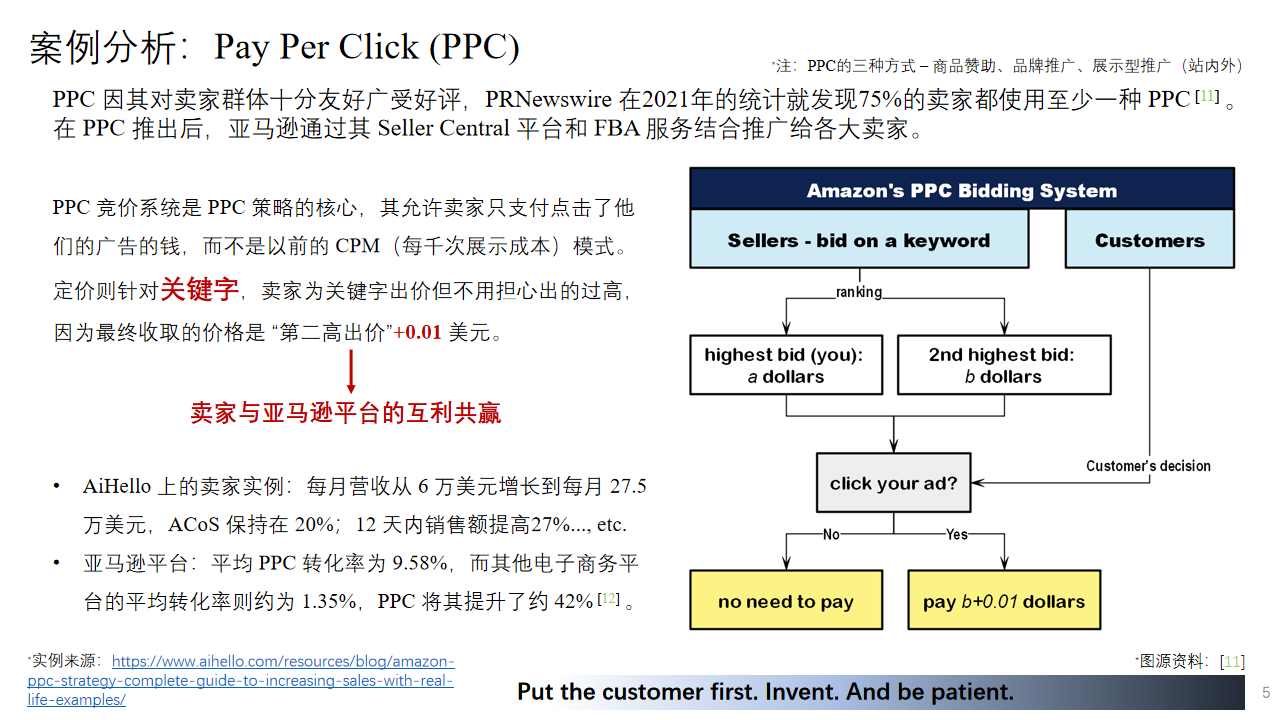 案例分析：Pay Per Click (PPC)
*注：PPC的三种方式 – 商品赞助、品牌推广、展示型推广（站内外）
PPC 因其对卖家群体十分友好广受好评，PRNewswire 在2021年的统计就发现75%的卖家都使用至少一种 PPC [11] 。
在 PPC 推出后，亚马逊通过其 Seller Central 平台和 FBA 服务结合推广给各大卖家。
PPC 竞价系统是 PPC 策略的核心，其允许卖家只支付点击了他
们的广告的钱，而不是以前的 CPM（每千次展示成本）模式。
定价则针对关键字，卖家为关键字出价但不用担心出的过高，
因为最终收取的价格是 “第二高出价”+0.01 美元。
卖家与亚马逊平台的互利共赢
• AiHello 上的卖家实例：每月营收从 6 万美元增长到每月 27.5
万美元，ACoS 保持在 20%；12 天内销售额提高27%..., etc.
• 亚马逊平台：平均 PPC 转化率为 9.58%，而其他电子商务平
台的平均转化率则约为 1.35%，PPC 将其提升了约 42% [12] 。
Amazon's PPC Bidding System
Sellers - bid on a keyword
Customers
ranking
highest bid (you):
a dollars
2nd highest bid:
b dollars
Customer's decision
click your ad?
No
Yes
no need to pay
pay b+0.01 dollars
*实例来源：https://www.aihello.com/resources/blog/amazon-
ppc-strategy-complete-guide-to-increasing-sales-with-real-
life-examples/
*图源资料：[11]
Put the customer first. Invent. And be patient.
5